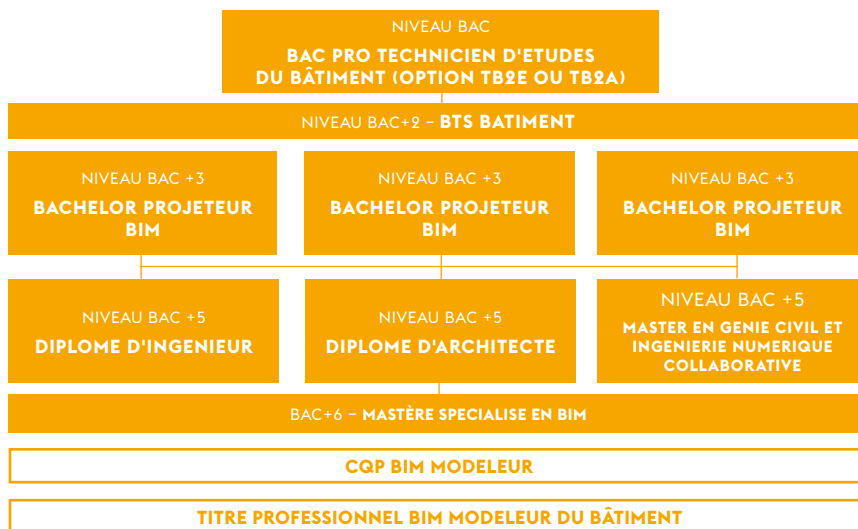 NIVEAU BAC
BAC PRO TECHNICIEN D'ETUDES
DU BÂTIMENT (OPTION TB2E OU TB2A)
NIVEAU BAC+2 – BTS BATIMENT
NIVEAU BAC +3
BACHELOR PROJETEUR
BIM
NIVEAU BAC +3
BACHELOR PROJETEUR
BIM
NIVEAU BAC +3
BACHELOR PROJETEUR
BIM
NIVEAU BAC +5
DIPLOME D'INGENIEUR
NIVEAU BAC +5
DIPLOME D'ARCHITECTE
NIVEAU BAC +5
MASTER EN GENIE CIVIL ET
INGENIERIE NUMERIQUE
COLLABORATIVE
BAC+6 – MASTÈRE SPECIALISE EN BIM
CQP BIM MODELEUR
TITRE PROFESSIONNEL BIM MODELEUR DU BÂTIMENT